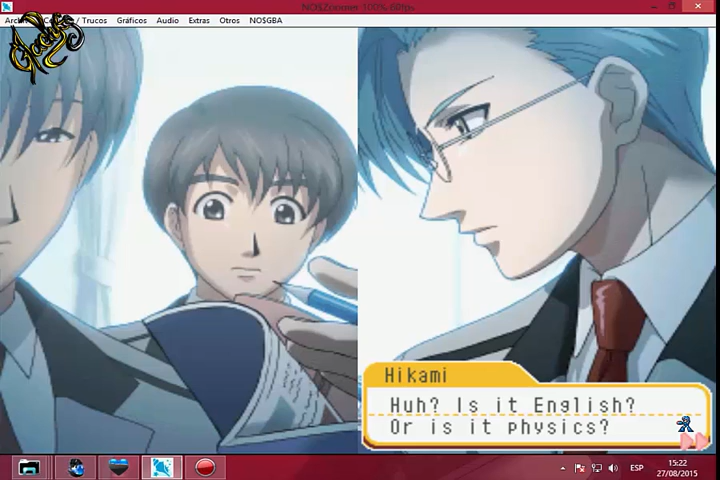 NO$Zoomer 100% 60fps
Trucos Gráficos Audio Extras Otros NO$GBA
Hikami
Huh? Is it English?
Or is it physics?
ESP
15:22
27/08/2015